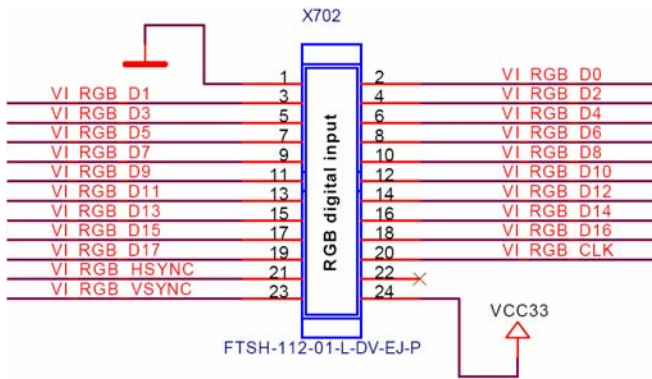 X702
1 2 VI RGB D0
VI RGB D1 3 4 VI RGB D2
VI RGB D3 5 6 VI RGB D4
VI RGB D5 7 8 VI RGB D6
VI RGB D7 9 10 VI RGB D8
VI RGB D9 11 12 VI RGB D10
VI RGB D11 13 14 VI RGB D12
VI RGB D13 15 16 VI RGB D14
VI RGB D15 17 18 VI RGB D16
VI RGB D17 19 20 VI RGB CLK
VI RGB HSYNC 21 22
VI RGB VSYNC 23 24
RGB digital input
VCC33
FTSH-112-01-L-DV-EJ-P